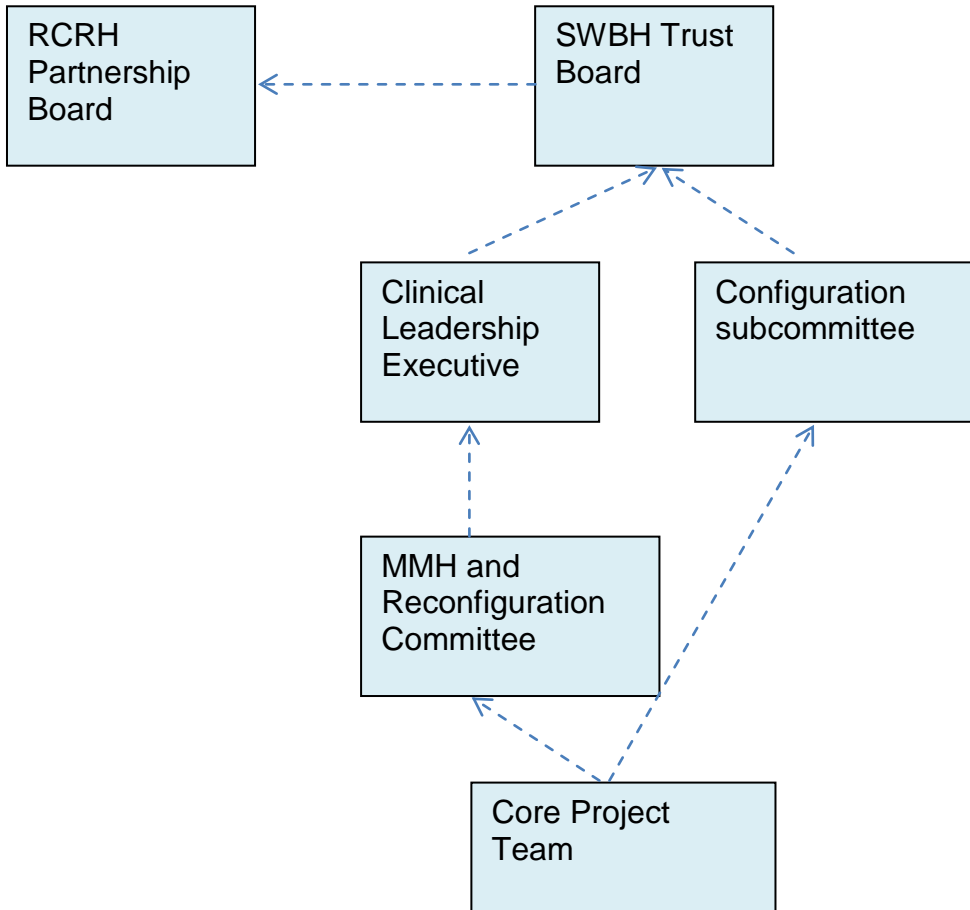 RCRH
Partnership
Board
SWBH Trust
Board
Clinical
Leadership
Executive
Configuration
subcommittee
MMH and
Reconfiguration
Committee
Core Project
Team